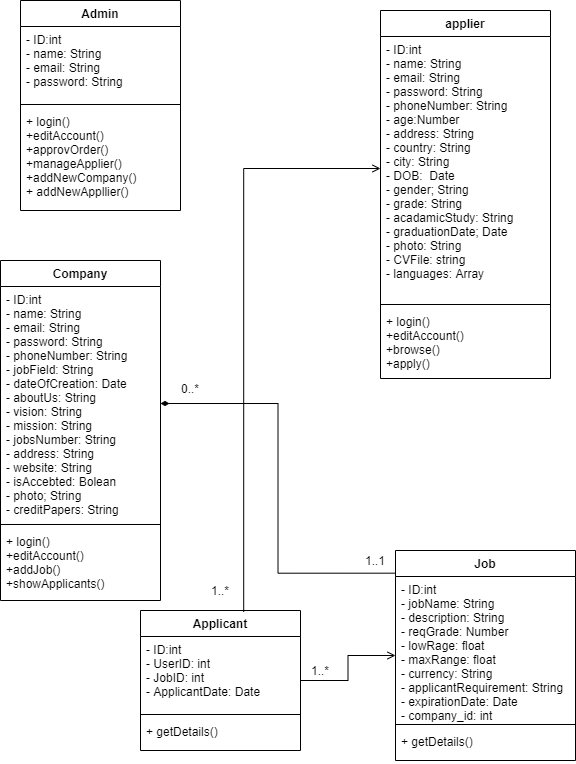 Admin
- ID:int
- name: String
- email: String
- password: String
+ login()
+editAccount()
+approvOrder()
+manageApplier()
+addNewCompany()
+ addNewAppllier()
applier
- ID:int
- name: String
- email: String
- password: String
- phoneNumber: String
- age:Number
- address: String
- country: String
- city: String
- DOB: Date
- gender; String
- grade: String
- acadamicStudy: String
- graduationDate; Date
- photo: String
- CVFile: string
- languages: Array
+ login()
+editAccount()
+browse()
+apply()
Company
- ID:int
- name: String
- email: String
- password: String
- phoneNumber: String
- jobField: String
- dateOfCreation: Date
- aboutUs: String
- vision: String
- mission: String
- jobsNumber: String
- address: String
- website: String
- isAccebted: Bolean
- photo; String
- creditPapers: String
+ login()
+editAccount()
+addJob()
+showApplicants()
0..*
1..1
1..*
Applicant
- ID:int
- UserID: int
- JobID: int
- ApplicantDate: Date
+ getDetails()
1..*
Job
- ID:int
- jobName: String
- description: String
- reqGrade: Number
- lowRage: float
- maxRange: float
- currency: String
- applicantRequirement: String
- expirationDate: Date
- company_id: int
+ getDetails()